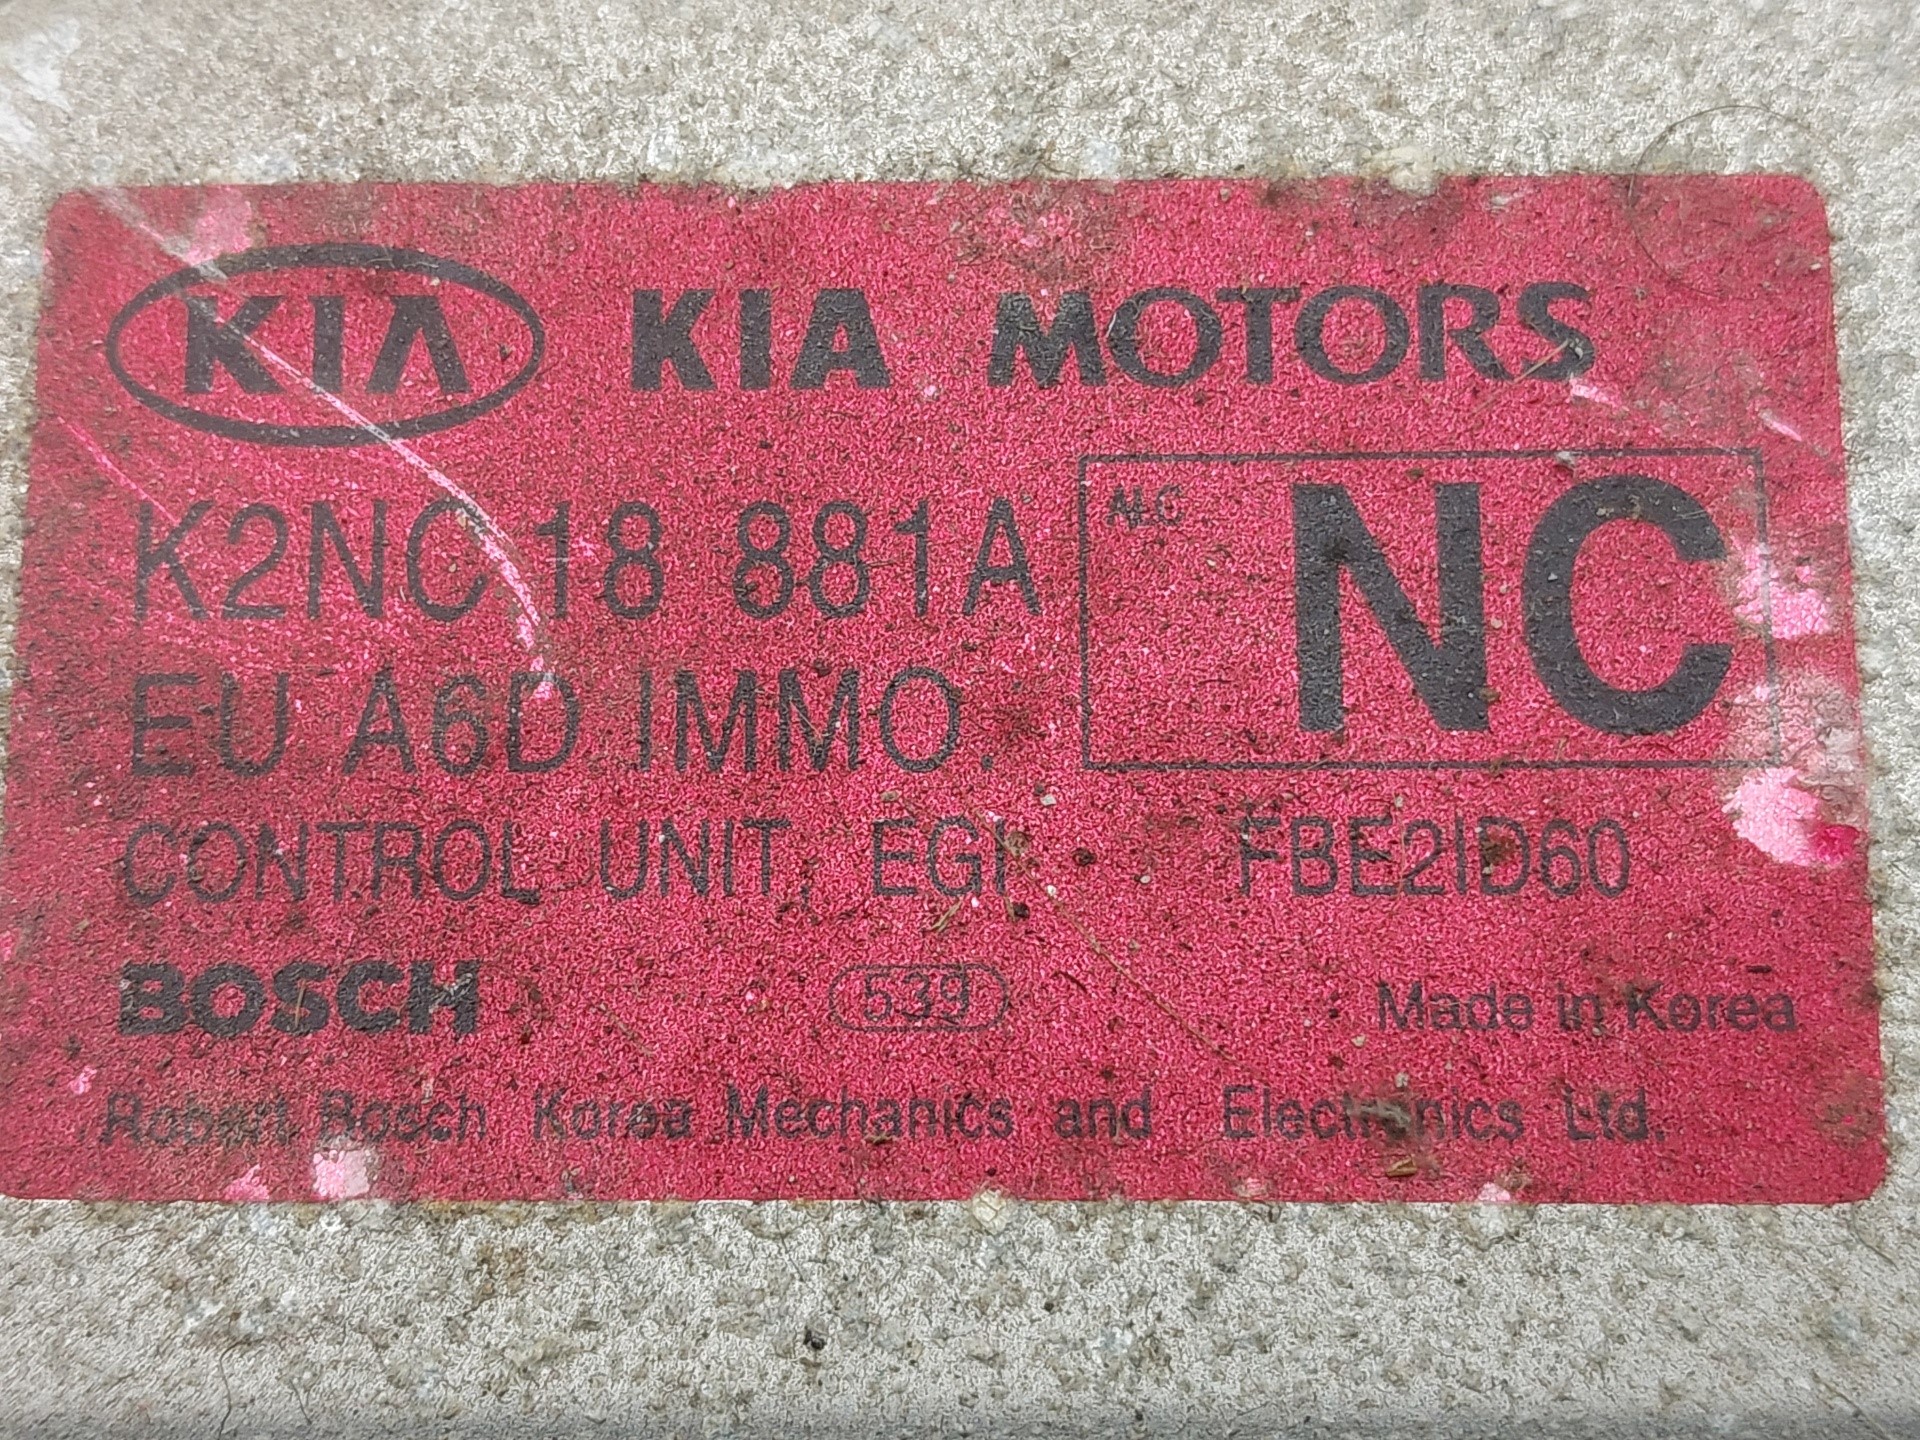 KIA KIA MOTORS
K2NC 18 881A
ALC NC
EU A6D IMMO.
CONTROL UNIT, EGI FBE2ID60
BOSCH 539 Made in Korea
Robert Bosch Korea Mechanics and Electronics Ltd.